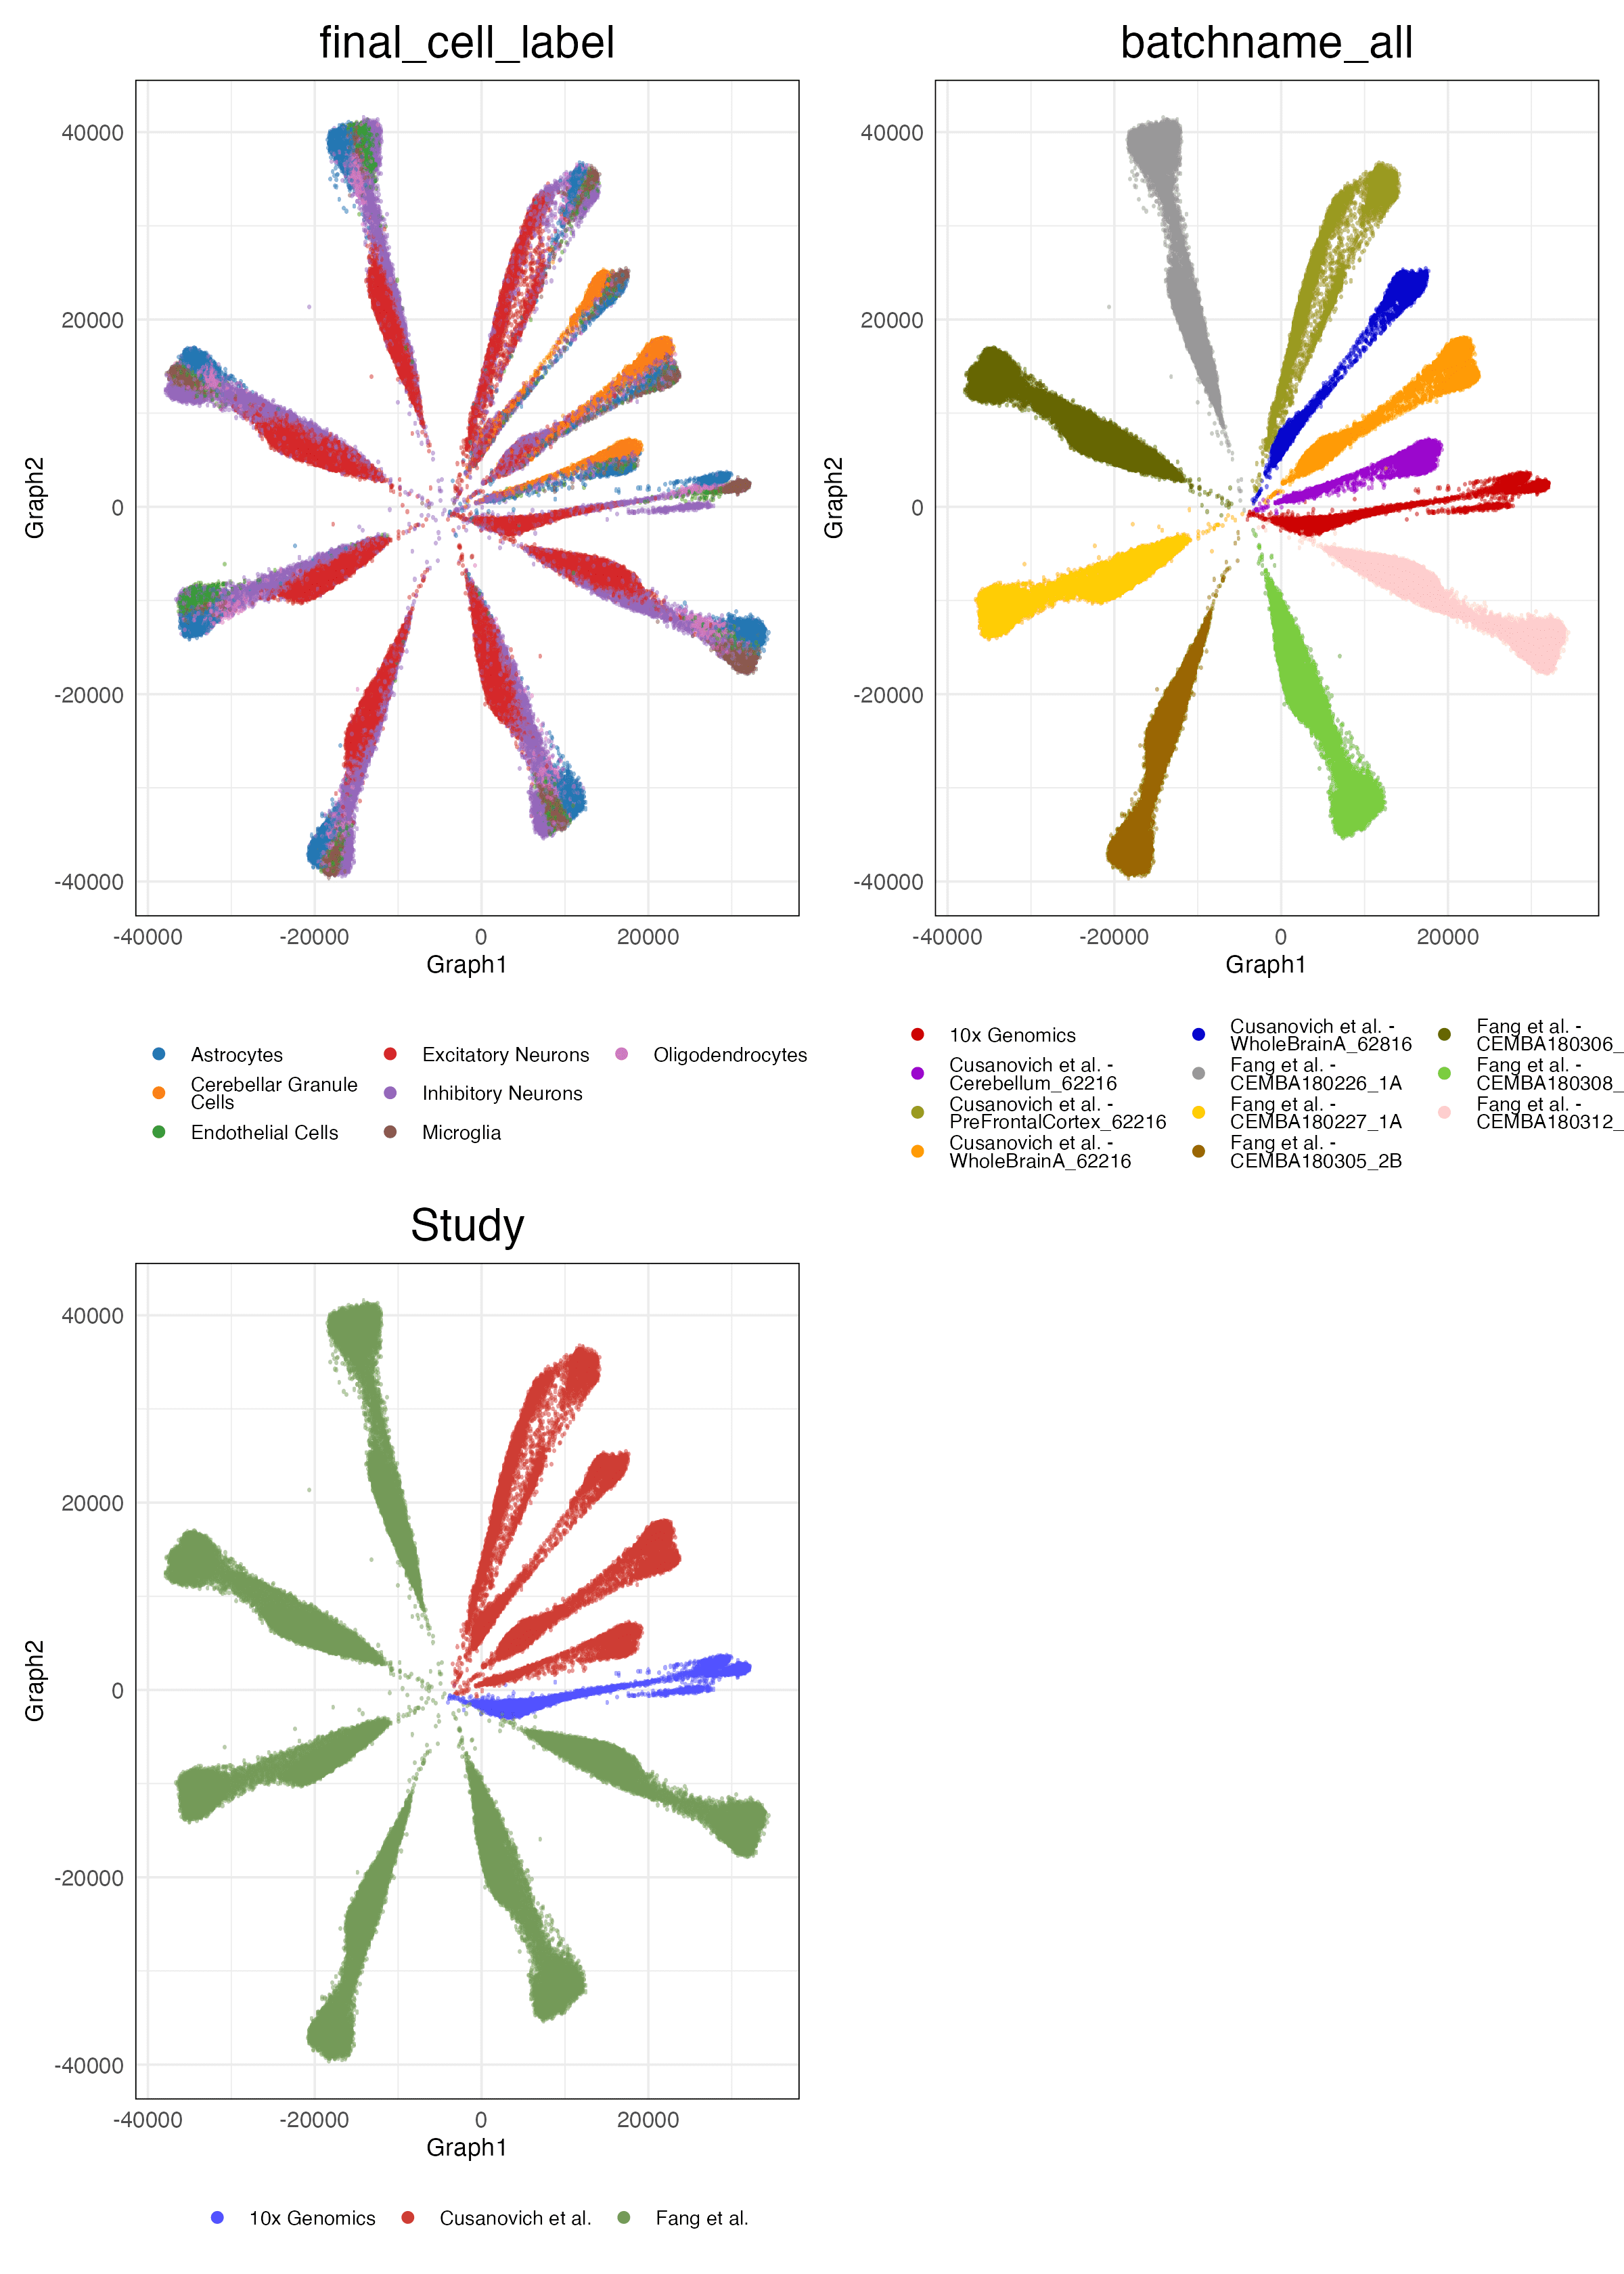 final_cell_label
batchname_all
40000
20000
0
-20000
-40000
Graph2
-40000
-20000
0
20000
Graph1
40000
20000
0
-20000
-40000
Graph2
-40000
-20000
0
20000
Graph1
Astrocytes
Cerebellar Granule
Cells
Endothelial Cells
Excitatory Neurons
Inhibitory Neurons
Microglia
Oligodendrocytes
10x Genomics
Cusanovich et al. -
Cerebellum_62216
Cusanovich et al. -
PreFrontalCortex_62216
Cusanovich et al. -
WholeBrainA_62216
Cusanovich et al. -
WholeBrainA_62816
Fang et al. -
CEMBA180226_1A
Fang et al. -
CEMBA180227_1A
Fang et al. -
CEMBA180305_2B
Fang et al. -
CEMBA180306_
Fang et al. -
CEMBA180308_
Fang et al. -
CEMBA180312_
Study
40000
20000
0
-20000
-40000
Graph2
-40000
-20000
0
20000
Graph1
10x Genomics
Cusanovich et al.
Fang et al.